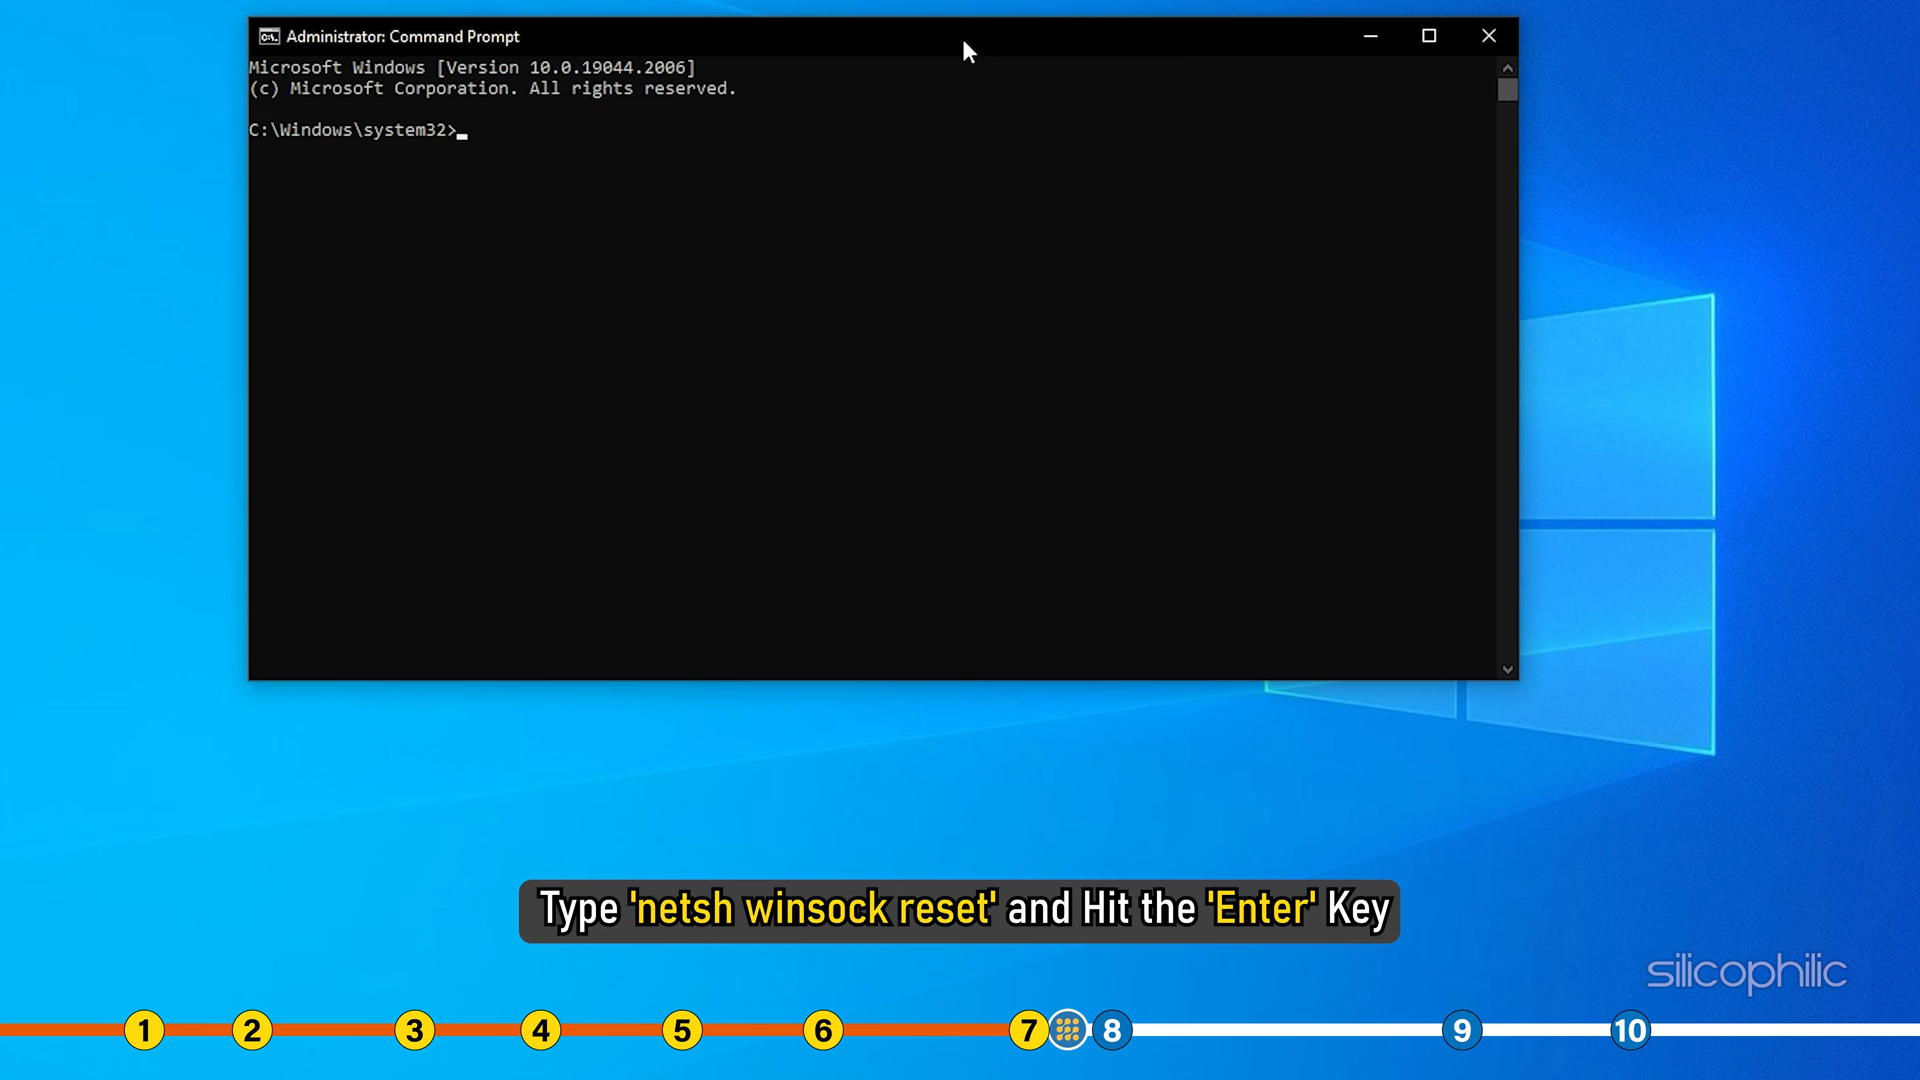 Administrator: Command Prompt
Microsoft Windows [Version 10.0.19044.2006]
(c) Microsoft Corporation. All rights reserved.
C:\Windows\system32>
Type 'netsh winsock reset' and Hit the 'Enter' Key
silicophilic
1 2 3 4 5 6 7 8 9 10